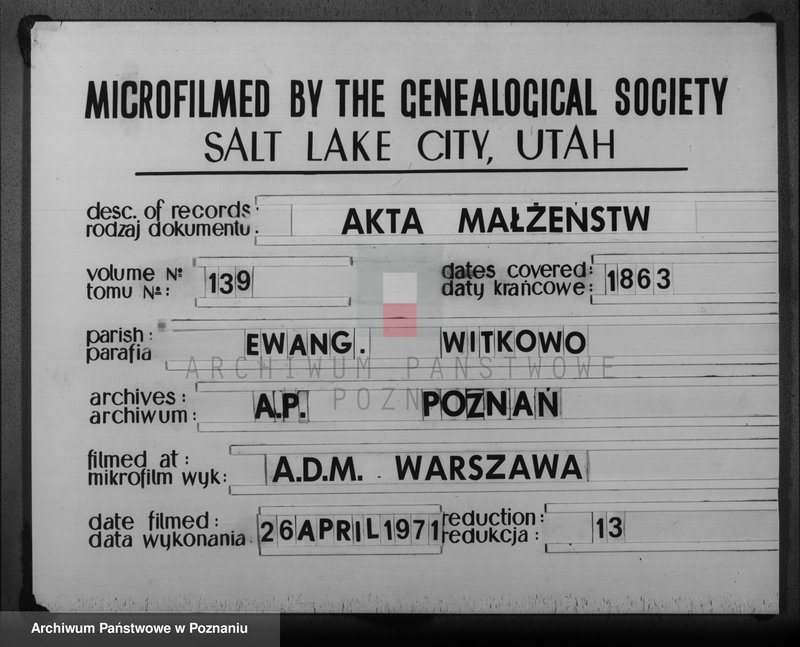 MICROFILMED BY THE GENEALOGICAL SOCIETY
SALT LAKE CITY, UTAH
desc. of records:
rodzaj dokumentu:
AKTA MAŁŻEŃSTW
volume №
tomu №:
139
dates covered:
daty krańcowe:
1863
parish:
parafia
EWANG. WITKOWO
ARCHIWUM PAŃSTWOWE
W POZNANIU
archives:
archiwum:
A.P. POZNAŃ
filmed at:
mikrofilm wyk:
A.D.M. WARSZAWA
date filmed:
data wykonania
26 APRIL 1971
reduction:
redukcja:
13
Archiwum Państwowe w Poznaniu